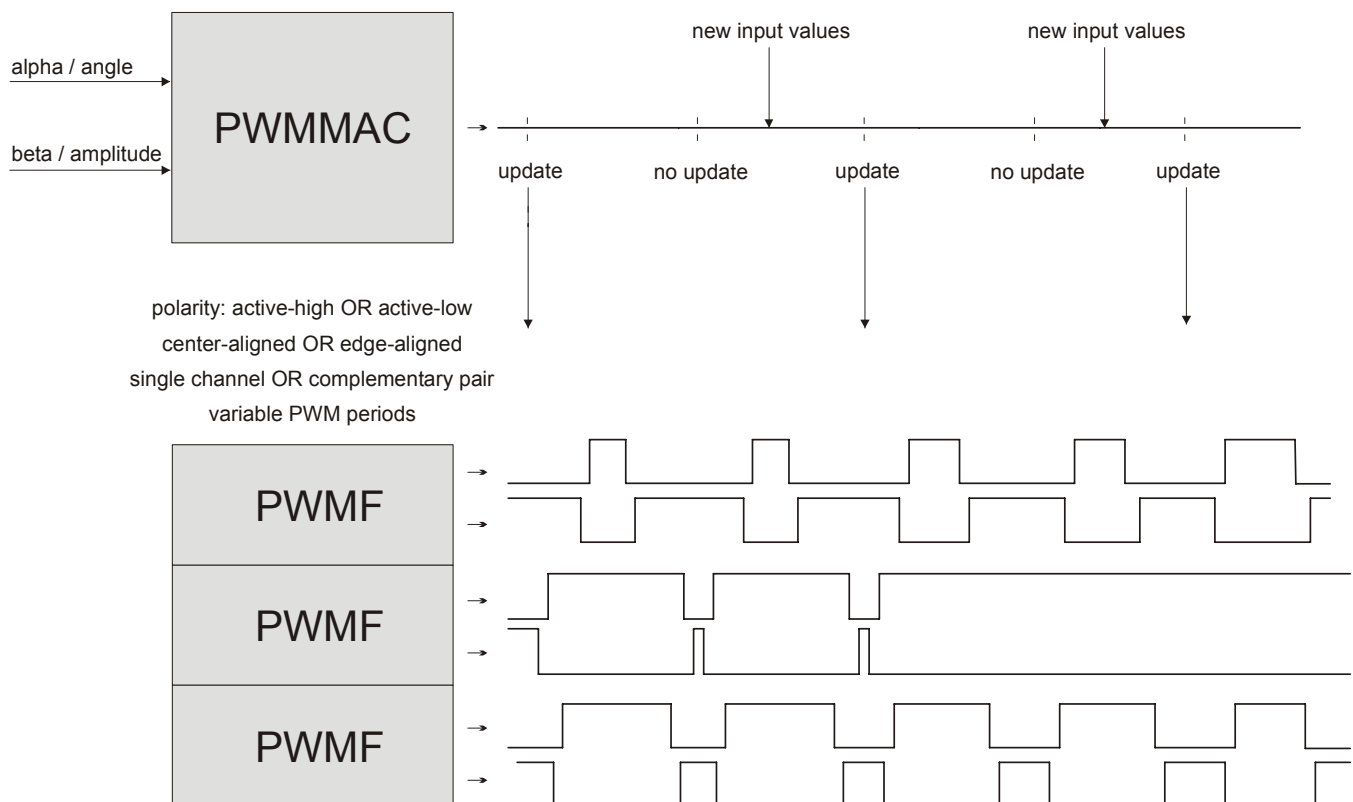 new input values
new input values
alpha / angle
PWMMAC
beta / amplitude
update
no update
update
no update
update
polarity: active-high OR active-low
center-aligned OR edge-aligned
single channel OR complementary pair
variable PWM periods
PWMF
PWMF
PWMF